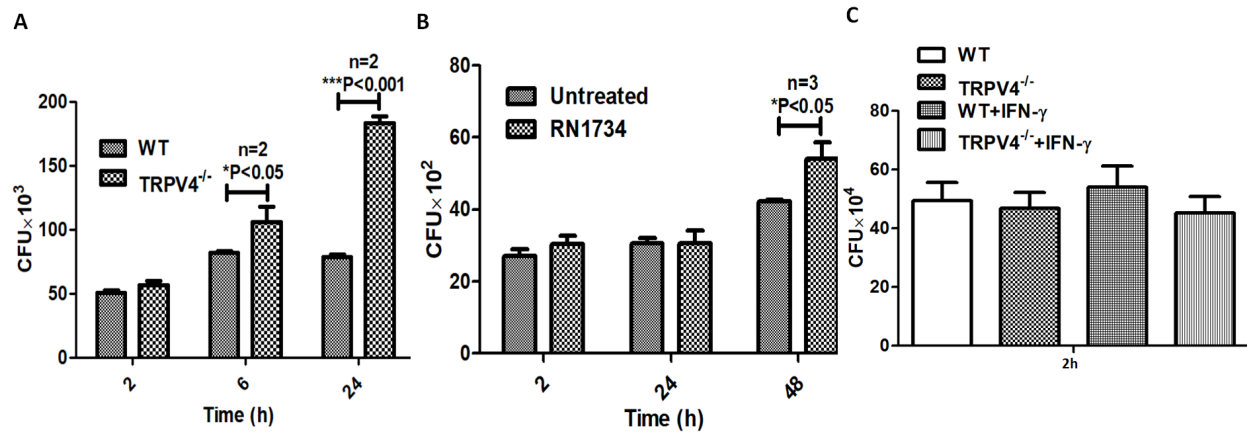 A
n=2
***P<0.001
200
150
100
50
0
CFU×10³
WT
TRPV4⁻/⁻
n=2
*P<0.05
2
6
24
Time (h)
B
80
60
40
20
0
CFU×10²
Untreated
RN1734
n=3
*P<0.05
2
24
48
Time (h)
C
WT
TRPV4⁻/⁻
WT+IFN-γ
TRPV4⁻/⁻+IFN-γ
80
60
40
20
0
CFU×10⁴
2h